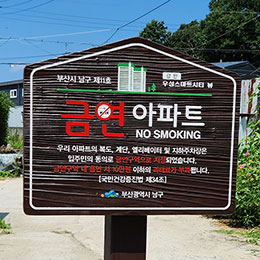 부산시 남구 제11호
금연
우성스마트시티 뷰
금연 아파트
NO SMOKING
우리 아파트의 복도, 계단, 엘리베이터 및 지하주차장은
입주민의 동의로 금연구역으로 지정되었습니다.
금연구역 내 흡연 시 10만원 이하의 과태료가 부과됩니다.
[국민건강증진법 제34조]
부산광역시 남구